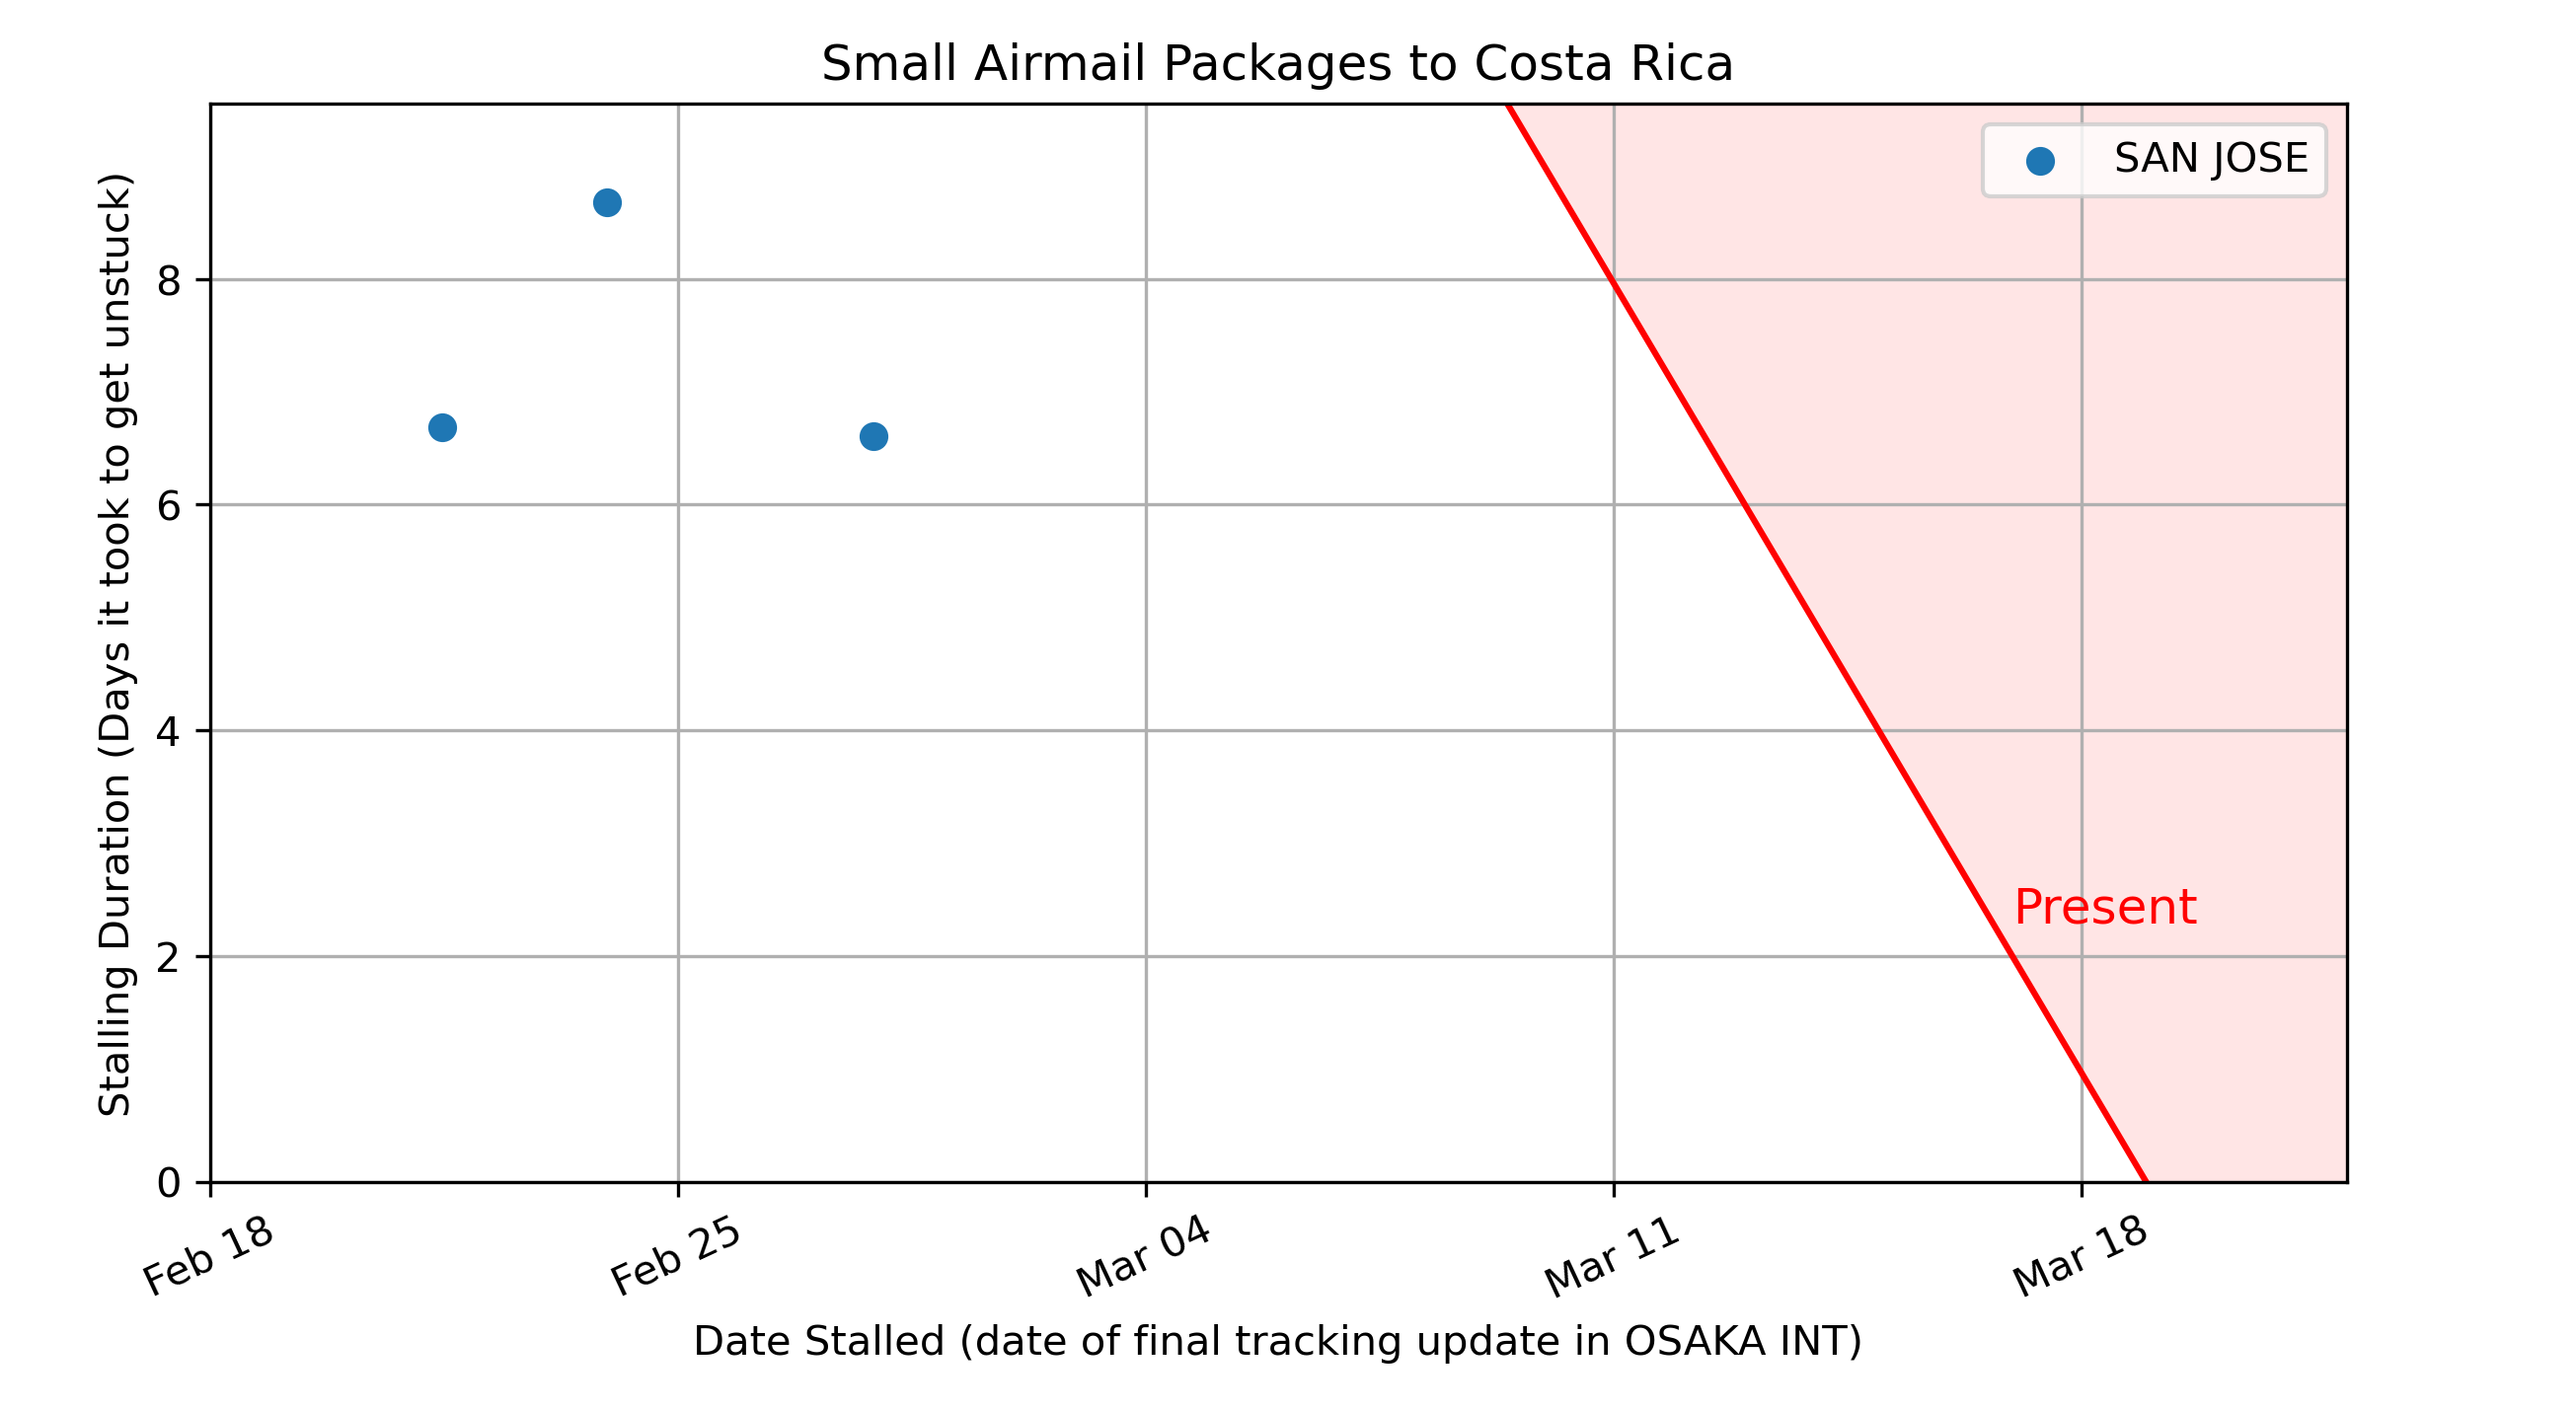 Small Airmail Packages to Costa Rica
SAN JOSE
Stalling Duration (Days it took to get unstuck)
8
6
4
2
0
Present
Feb 18
Feb 25
Mar 04
Mar 11
Mar 18
Date Stalled (date of final tracking update in OSAKA INT)